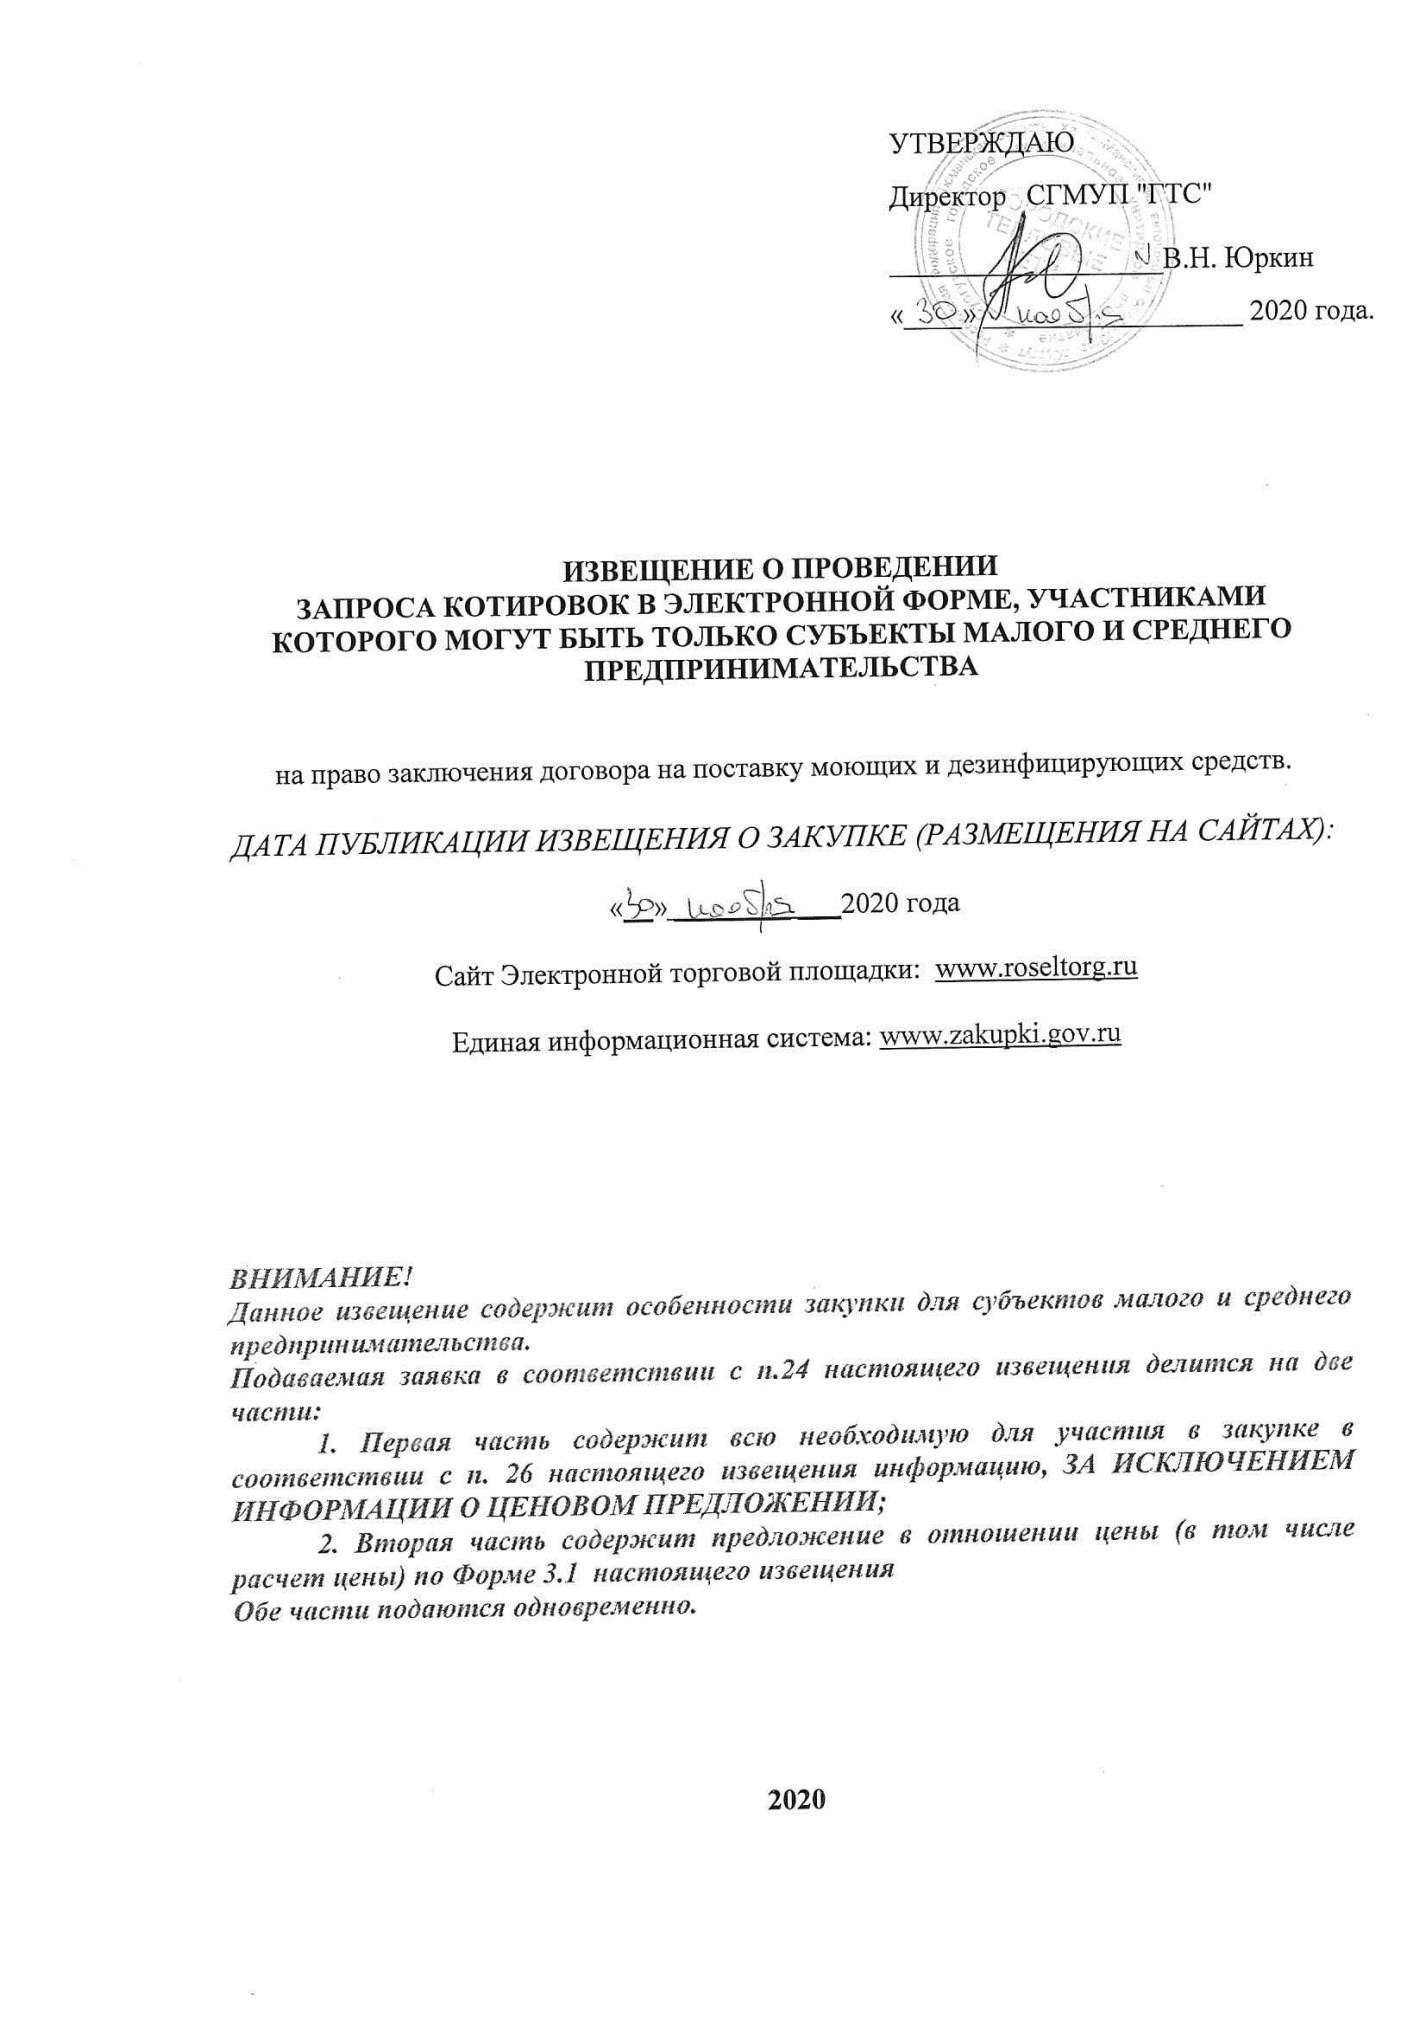 УТВЕРЖДАЮ
Директор СГМУП "ГТС"
В.Н. Юркин
«30» ноября 2020 года.
ГОРОДСКИЕ
ТЕПЛОВЫЕ
ИЗВЕЩЕНИЕ О ПРОВЕДЕНИИ
ЗАПРОСА КОТИРОВОК В ЭЛЕКТРОННОЙ ФОРМЕ, УЧАСТНИКАМИ
КОТОРОГО МОГУТ БЫТЬ ТОЛЬКО СУБЪЕКТЫ МАЛОГО И СРЕДНЕГО
ПРЕДПРИНИМАТЕЛЬСТВА
на право заключения договора на поставку моющих и дезинфицирующих средств.
ДАТА ПУБЛИКАЦИИ ИЗВЕЩЕНИЯ О ЗАКУПКЕ (РАЗМЕЩЕНИЯ НА САЙТАХ):
«30» ноября 2020 года
Сайт Электронной торговой площадки: www.roseltorg.ru
Единая информационная система: www.zakupki.gov.ru
ВНИМАНИЕ!
Данное извещение содержит особенности закупки для субъектов малого и среднего
предпринимательства.
Подаваемая заявка в соответствии с п.24 настоящего извещения делится на две
части:
1. Первая часть содержит всю необходимую для участия в закупке в
соответствии с п. 26 настоящего извещения информацию, ЗА ИСКЛЮЧЕНИЕМ
ИНФОРМАЦИИ О ЦЕНОВОМ ПРЕДЛОЖЕНИИ;
2. Вторая часть содержит предложение в отношении цены (в том числе
расчет цены) по Форме 3.1 настоящего извещения
Обе части подаются одновременно.
2020